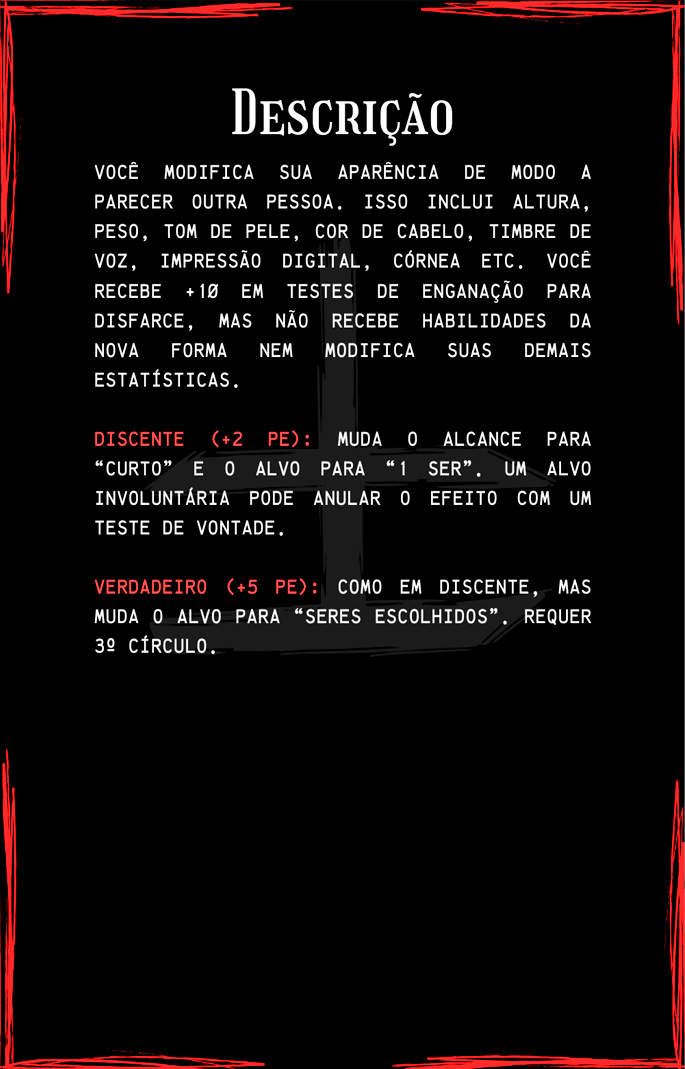 Descrição
VOCÊ MODIFICA SUA APARÊNCIA DE MODO A
PARECER OUTRA PESSOA. ISSO INCLUI ALTURA,
PESO, TOM DE PELE, COR DE CABELO, TIMBRE DE
VOZ, IMPRESSÃO DIGITAL, CÓRNEA ETC. VOCÊ
RECEBE +10 EM TESTES DE ENGANAÇÃO PARA
DISFARCE, MAS NÃO RECEBE HABILIDADES DA
NOVA FORMA NEM MODIFICA SUAS DEMAIS
ESTATÍSTICAS.
DISCENTE (+2 PE): MUDA O ALCANCE PARA
“CURTO” E O ALVO PARA “1 SER”. UM ALVO
INVOLUNTÁRIA PODE ANULAR O EFEITO COM UM
TESTE DE VONTADE.
VERDADEIRO (+5 PE): COMO EM DISCENTE, MAS
MUDA O ALVO PARA “SERES ESCOLHIDOS”. REQUER
3º CÍRCULO.